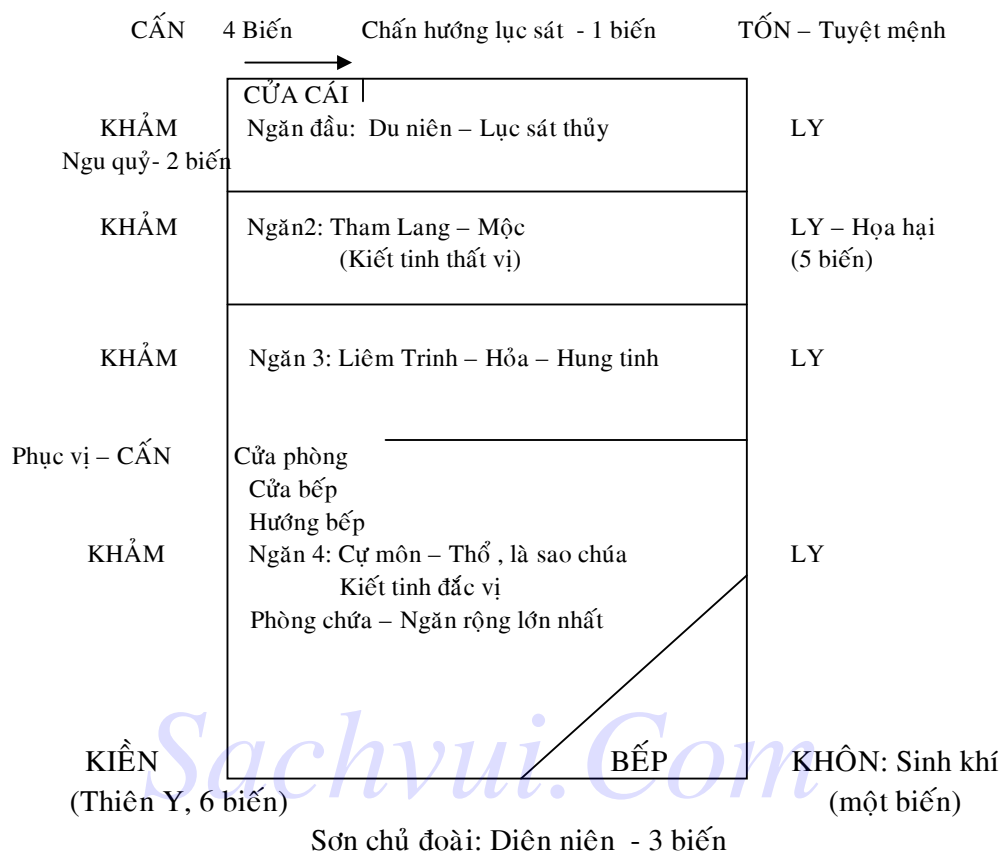 CẤN 4 Biến Chấn hướng lục sát - 1 biến TỐN – Tuyệt mệnh
CỬA CÁI
KHẢM Ngăn đầu: Du niên – Lục sát thủy LY
Ngu quỷ- 2 biến
KHẢM Ngăn2: Tham Lang – Mộc LY – Họa hại
(Kiết tinh thất vị) (5 biến)
KHẢM Ngăn 3: Liêm Trinh – Hỏa – Hung tinh LY
Phục vị – CẤN Cửa phòng
Cửa bếp
Hướng bếp
KHẢM Ngăn 4: Cự môn – Thổ , là sao chúa LY
Kiết tinh đắc vị
Phòng chứa – Ngăn rộng lớn nhất
Sachvui.Com
KIỀN BẾP KHÔN: Sinh khí
(Thiên Y, 6 biến) (một biến)
Sơn chủ đoài: Diên niên - 3 biến